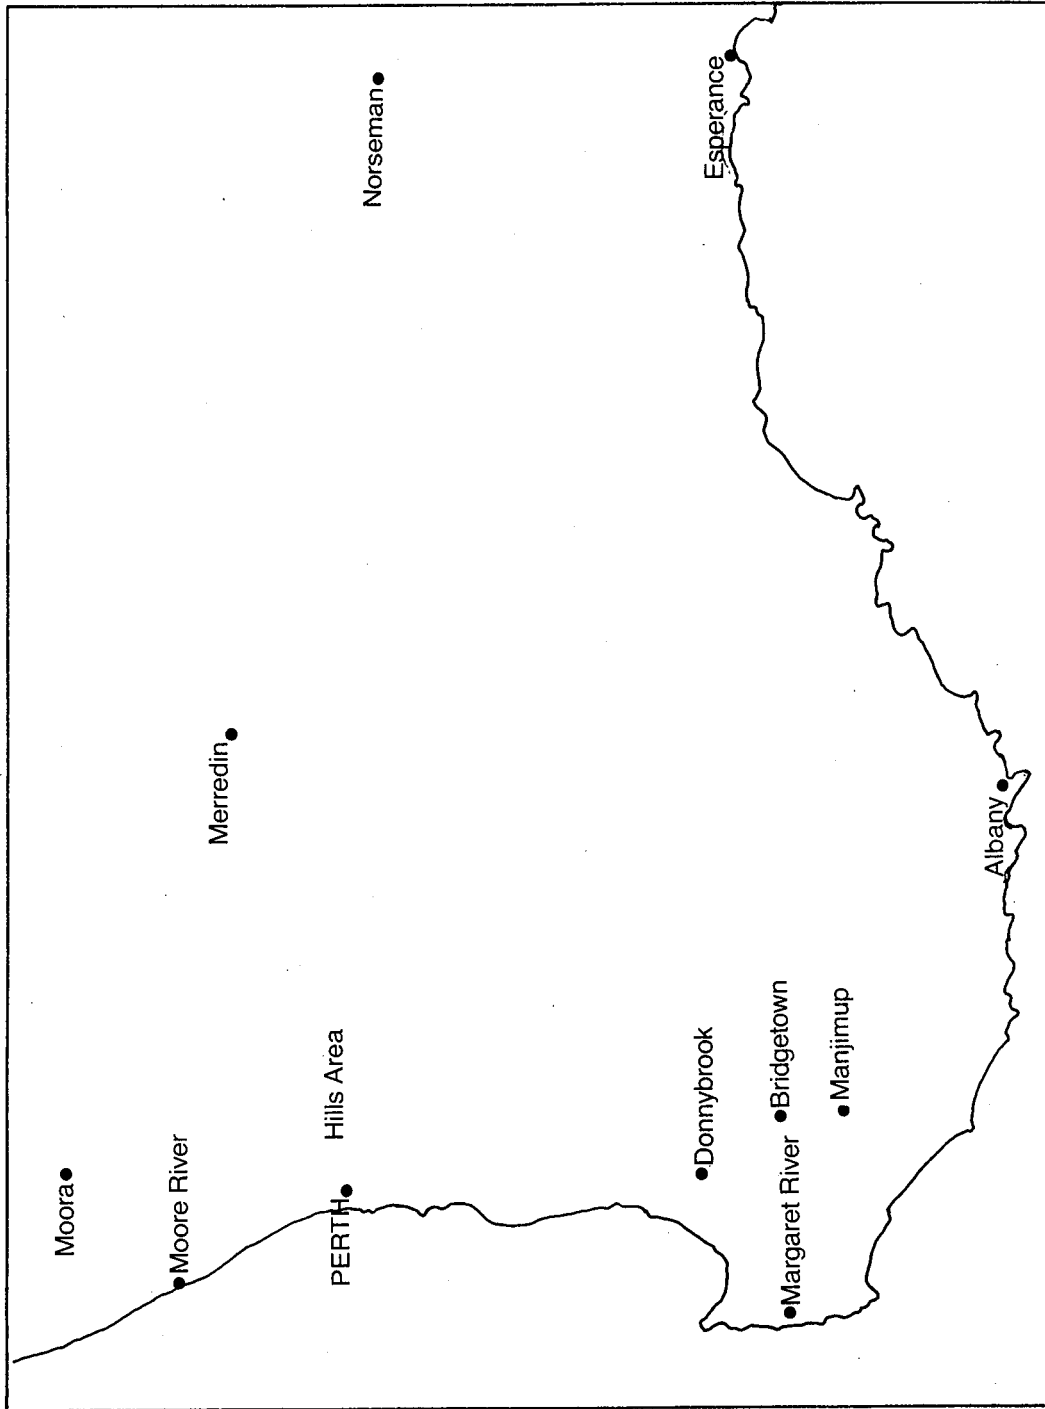 Moora
Moore River
Merredin
PERTH
Hills Area
Norseman
Donnybrook
Esperance
Bridgetown
Margaret River
Manjimup
Albany